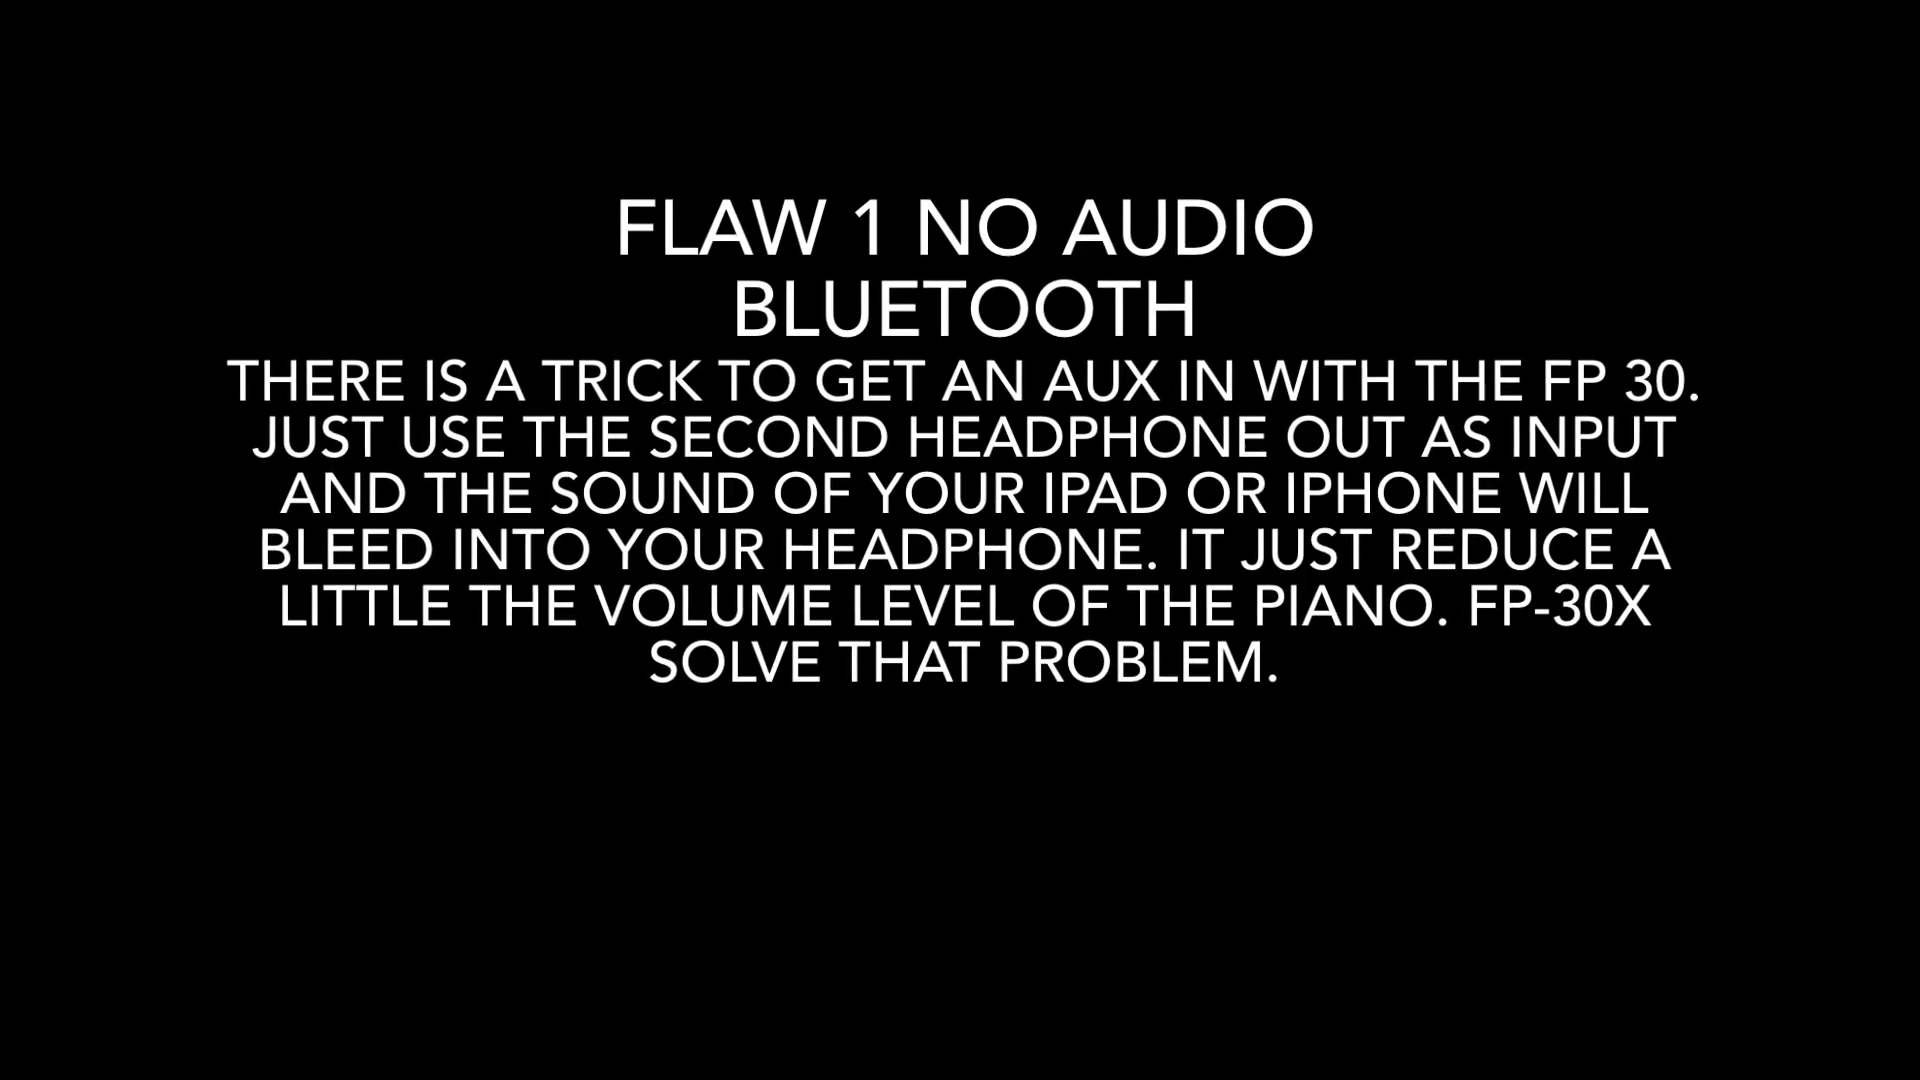 FLAW 1 NO AUDIO
BLUETOOTH
THERE IS A TRICK TO GET AN AUX IN WITH THE FP 30.
JUST USE THE SECOND HEADPHONE OUT AS INPUT
AND THE SOUND OF YOUR IPAD OR IPHONE WILL
BLEED INTO YOUR HEADPHONE. IT JUST REDUCE A
LITTLE THE VOLUME LEVEL OF THE PIANO. FP-30X
SOLVE THAT PROBLEM.